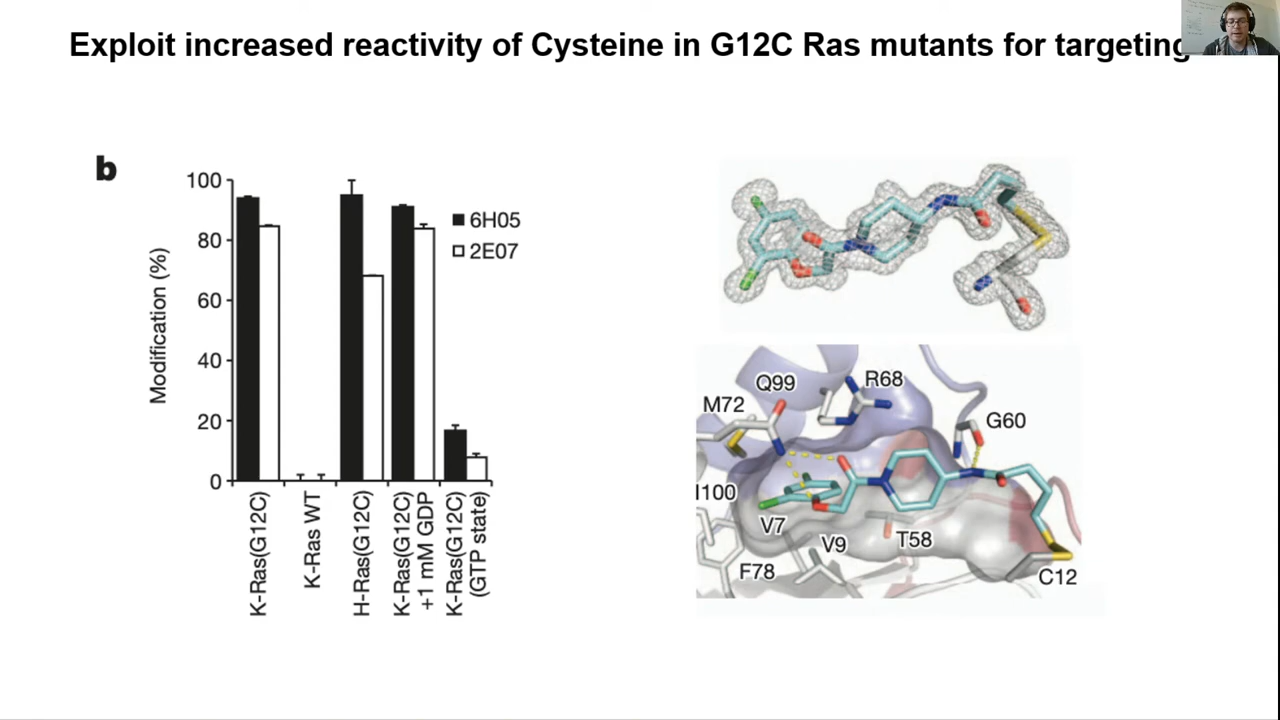 Exploit increased reactivity of Cysteine in G12C Ras mutants for targeting
b
100
80
60
40
20
0
Modification (%)
6H05
2E07
K-Ras(G12C)
K-Ras WT
H-Ras(G12C)
K-Ras(G12C)
+1 mM GDP
K-Ras(G12C)
(GTP state)
Q99
R68
M72
G60
I100
V7
V9
T58
F78
C12